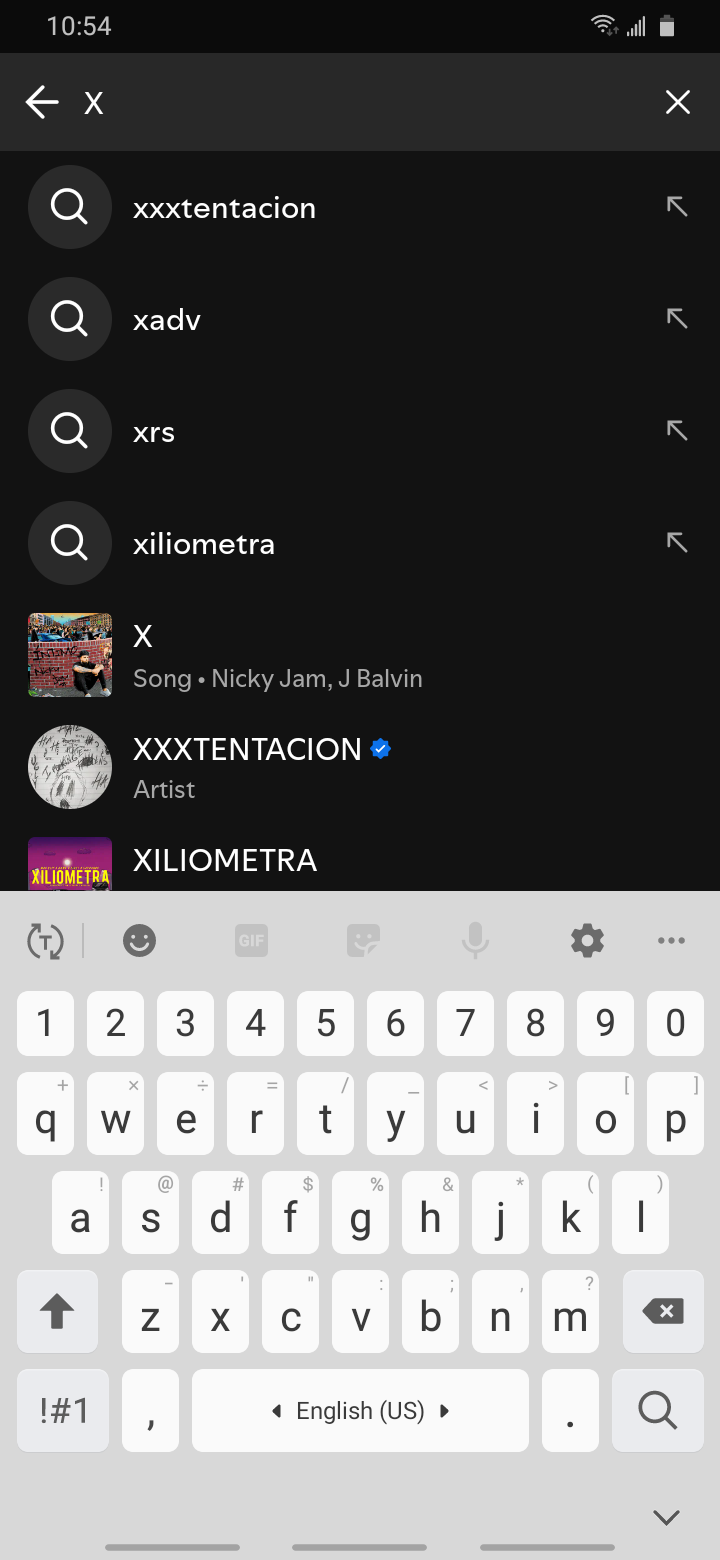 10:54
X
xxxtentacion
xadv
xrs
xiliometra
X
Song • Nicky Jam, J Balvin
XXXTENTACION
Artist
XILIOMETRA
XILIOMETRA
T
GIF
1 2 3 4 5 6 7 8 9 0
+ × ÷ = / _ < > [ ]
q w e r t y u i o p
! @ # $ % & * ( )
a s d f g h j k l
- ' " : ; , ?
z x c v b n m
!#1 , English (US) .